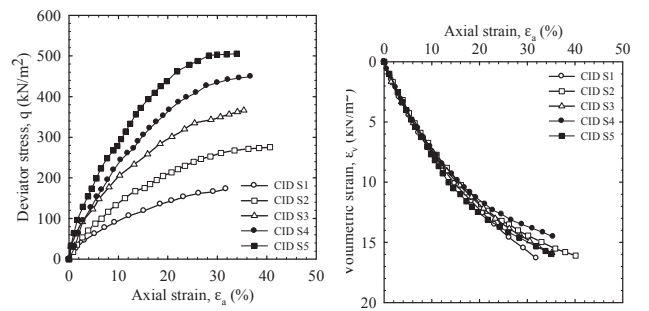 600
500
400
300
200
100
0
Deviator stress, q (kN/m²)
CID S1
CID S2
CID S3
CID S4
CID S5
0 10 20 30 40 50
Axial strain, εa (%)
Axial strain, εa (%)
0 10 20 30 40 50
0
5
10
15
20
Volumetric strain, εv (kN/m²)
CID S1
CID S2
CID S3
CID S4
CID S5